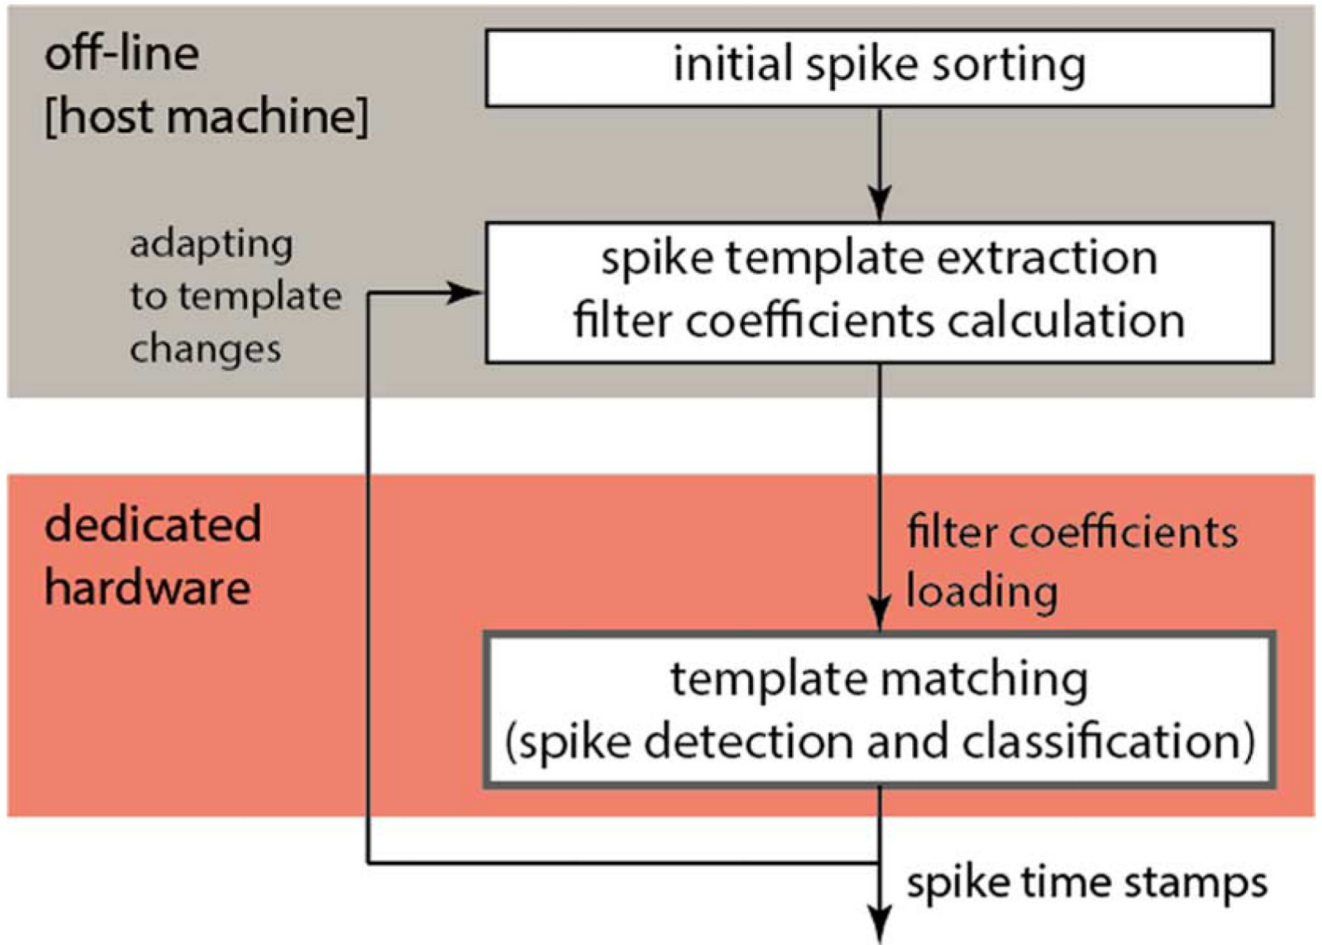 off-line
[host machine]
initial spike sorting
adapting
to template
changes
spike template extraction
filter coefficients calculation
dedicated
hardware
filter coefficients
loading
template matching
(spike detection and classification)
spike time stamps